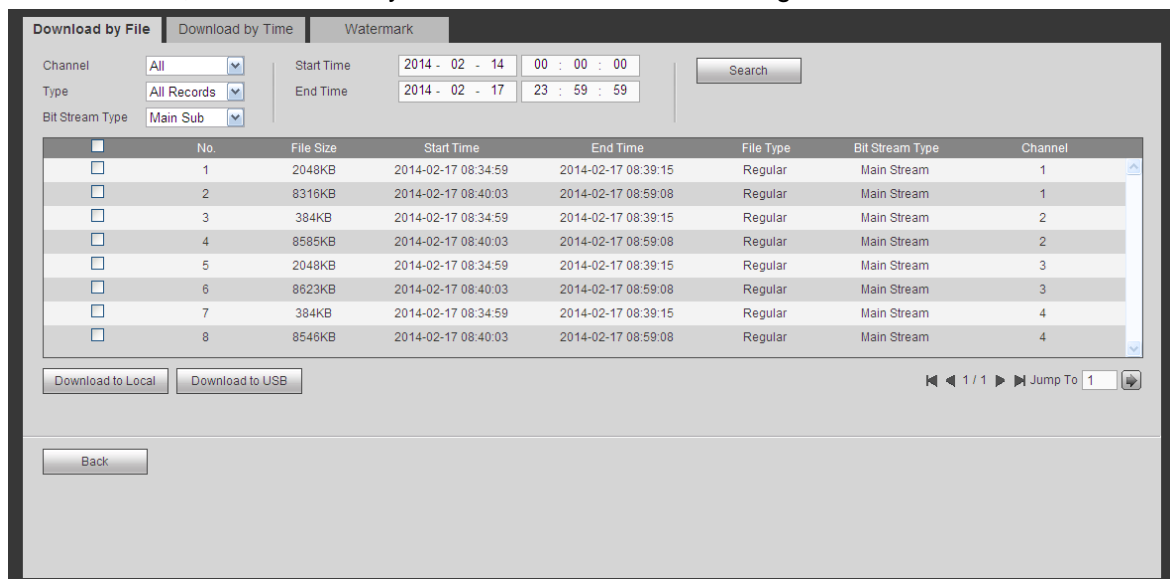 Download by File Download by Time Watermark
Channel All Start Time 2014 - 02 - 14 00 : 00 : 00 Search
Type All Records End Time 2014 - 02 - 17 23 : 59 : 59
Bit Stream Type Main Sub
No. File Size Start Time End Time File Type Bit Stream Type Channel
1 2048KB 2014-02-17 08:34:59 2014-02-17 08:39:15 Regular Main Stream 1
2 8316KB 2014-02-17 08:40:03 2014-02-17 08:59:08 Regular Main Stream 1
3 384KB 2014-02-17 08:34:59 2014-02-17 08:39:15 Regular Main Stream 2
4 8585KB 2014-02-17 08:40:03 2014-02-17 08:59:08 Regular Main Stream 2
5 2048KB 2014-02-17 08:34:59 2014-02-17 08:39:15 Regular Main Stream 3
6 8623KB 2014-02-17 08:40:03 2014-02-17 08:59:08 Regular Main Stream 3
7 384KB 2014-02-17 08:34:59 2014-02-17 08:39:15 Regular Main Stream 4
8 8546KB 2014-02-17 08:40:03 2014-02-17 08:59:08 Regular Main Stream 4
Download to Local Download to USB 1 / 1 Jump To 1
Back